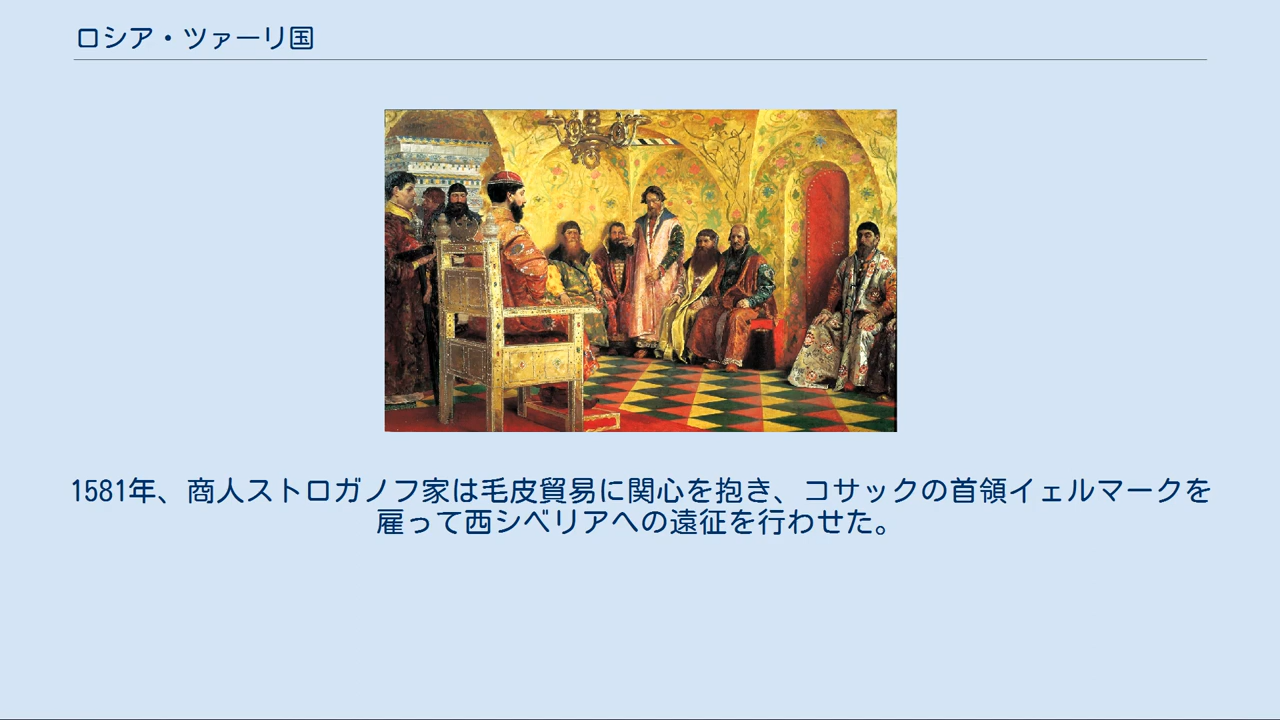 ロシア・ツァーリ国
1581年、商人ストロガノフ家は毛皮貿易に関心を抱き、コサックの首領イェルマークを
雇って西シベリアへの遠征を行わせた。